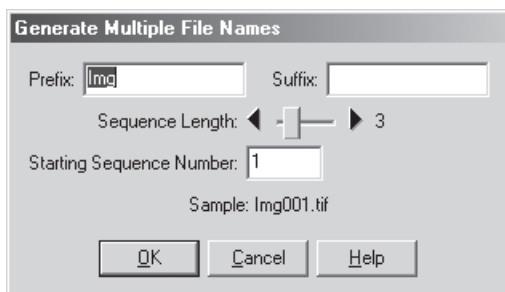 Generate Multiple File Names
Prefix: Img Suffix:
Sequence Length: 3
Starting Sequence Number: 1
Sample: Img001.tif
OK Cancel Help